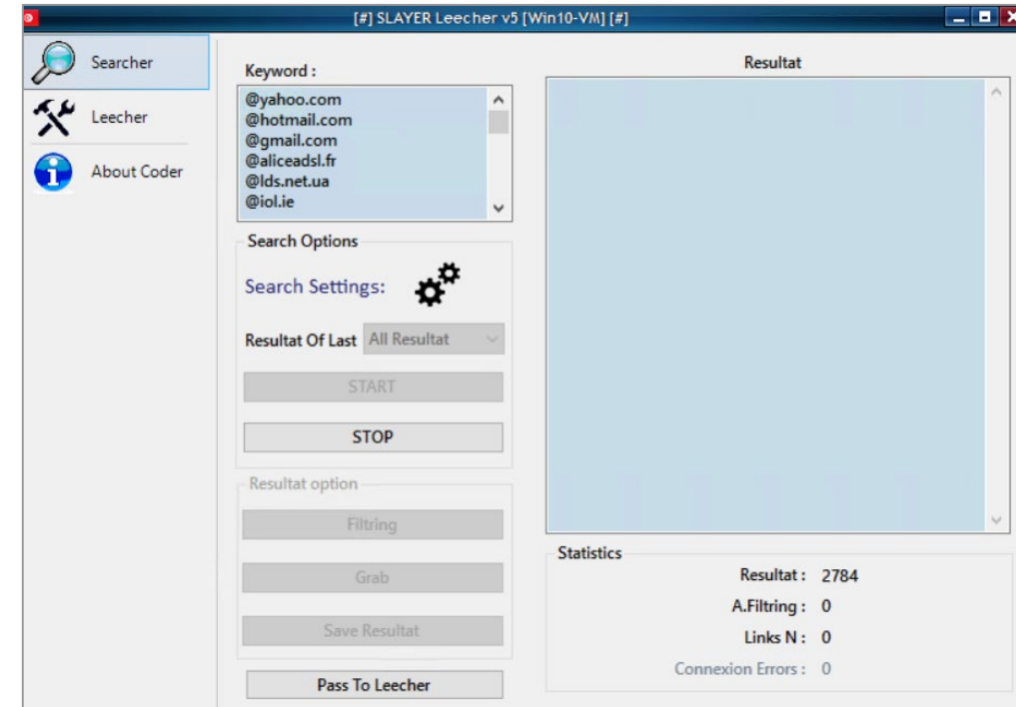 [#] SLAYER Leecher v5 [Win10-VM] [#]
Searcher
Leecher
About Coder
Keyword :
@yahoo.com
@hotmail.com
@gmail.com
@aliceadsl.fr
@lds.net.ua
@iol.ie
Search Options
Search Settings:
Resultat Of Last All Resultat
START
STOP
Resultat option
Filtring
Grab
Save Resultat
Pass To Leecher
Resultat
Statistics
Resultat : 2784
A.Filtring : 0
Links N : 0
Connexion Errors : 0